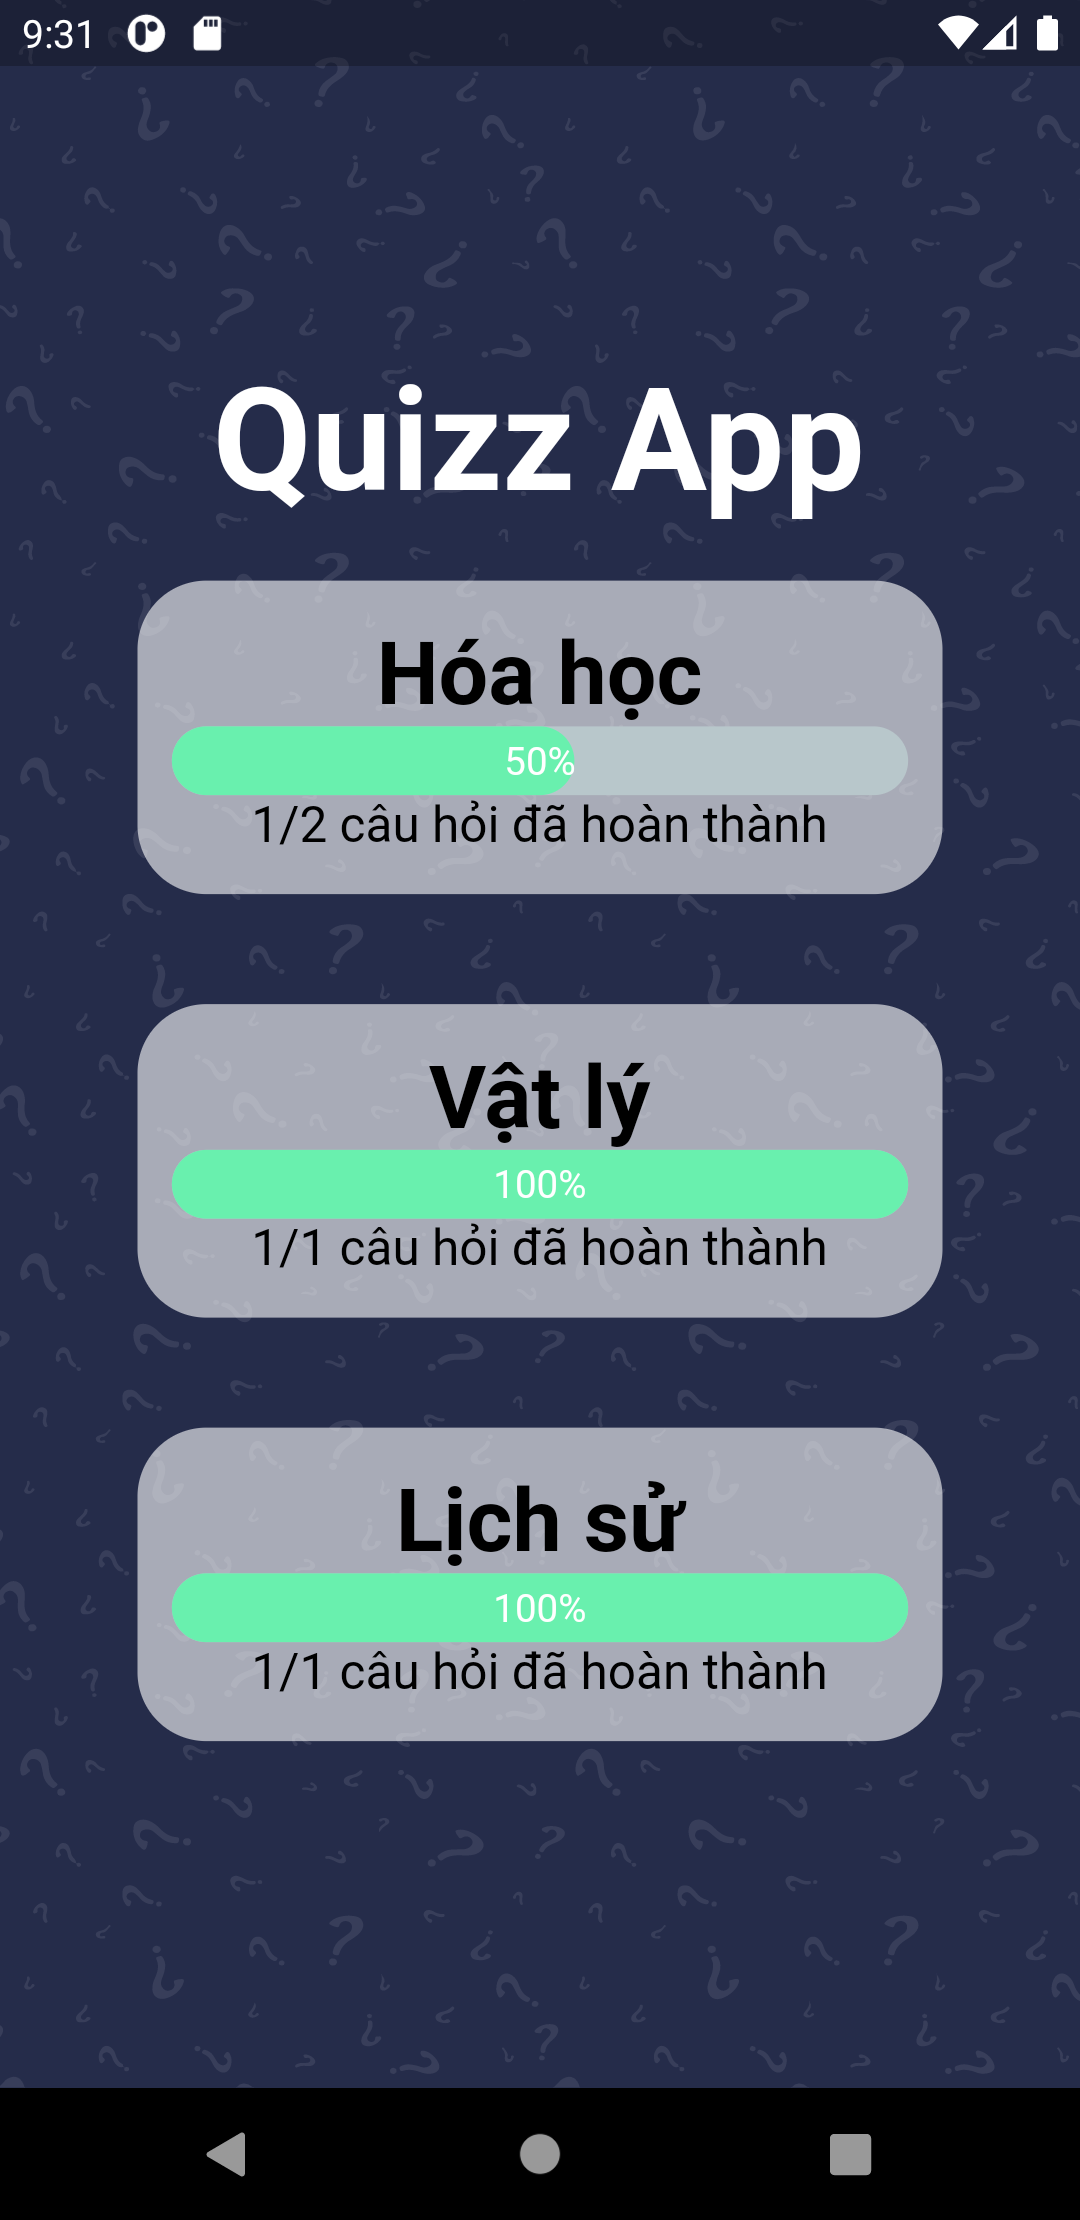 9:31
Quizz App
Hóa học
50%
1/2 câu hỏi đã hoàn thành
Vật lý
100%
1/1 câu hỏi đã hoàn thành
Lịch sử
100%
1/1 câu hỏi đã hoàn thành